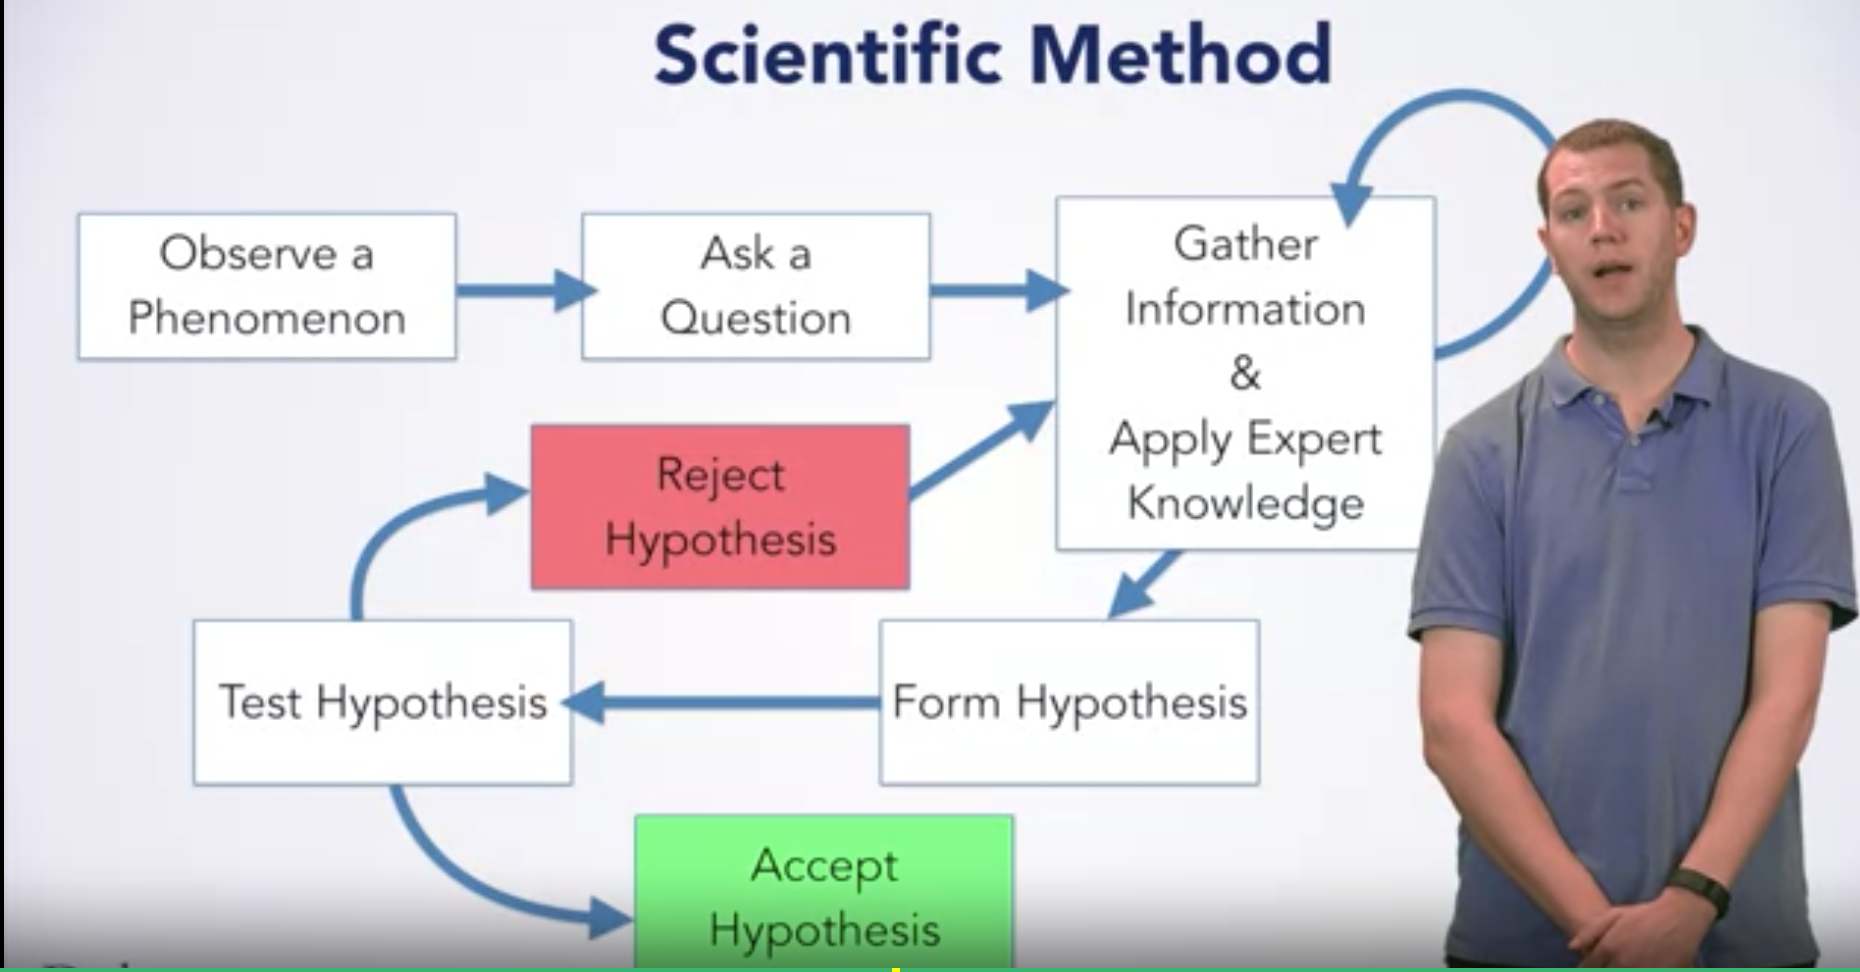 Scientific Method
Observe a
Phenomenon
Ask a
Question
Gather
Information
&
Apply Expert
Knowledge
Reject
Hypothesis
Test Hypothesis
Form Hypothesis
Accept
Hypothesis